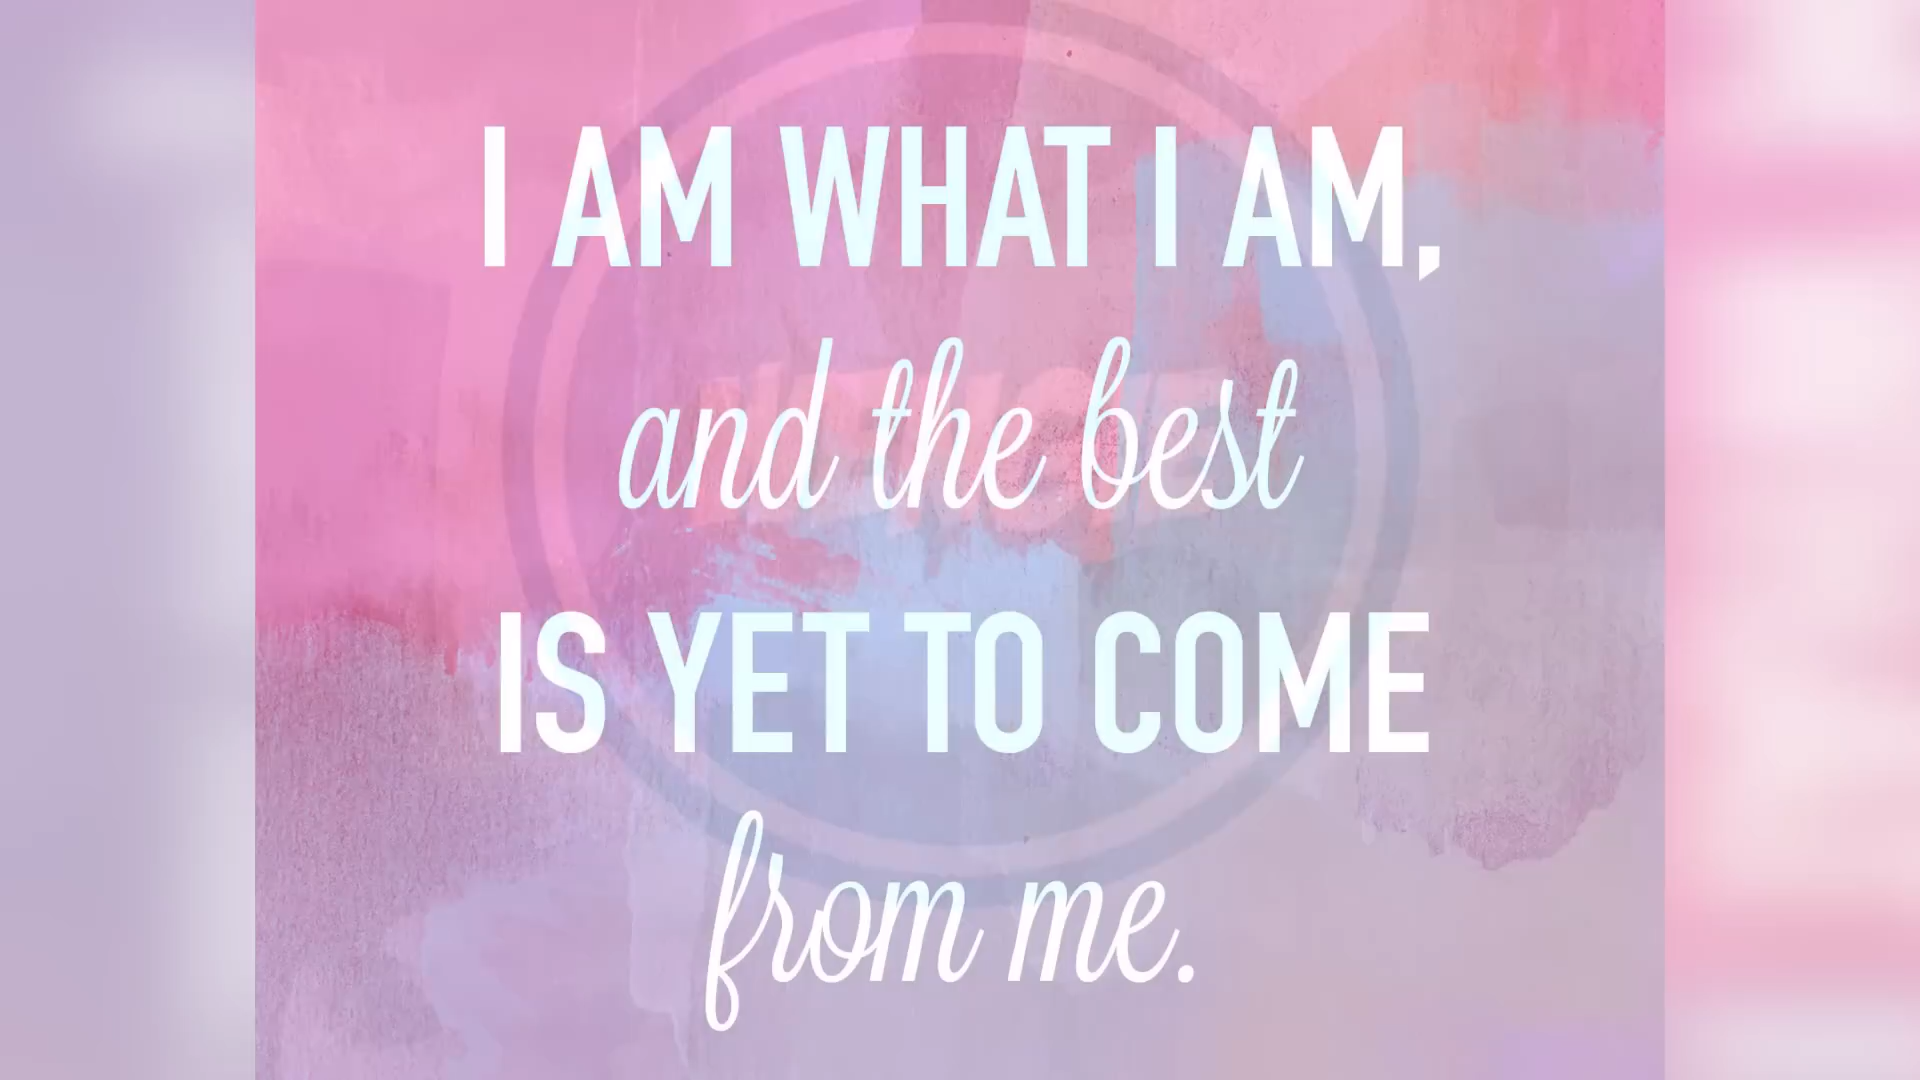 I AM WHAT I AM,
and the best
IS YET TO COME
from me.